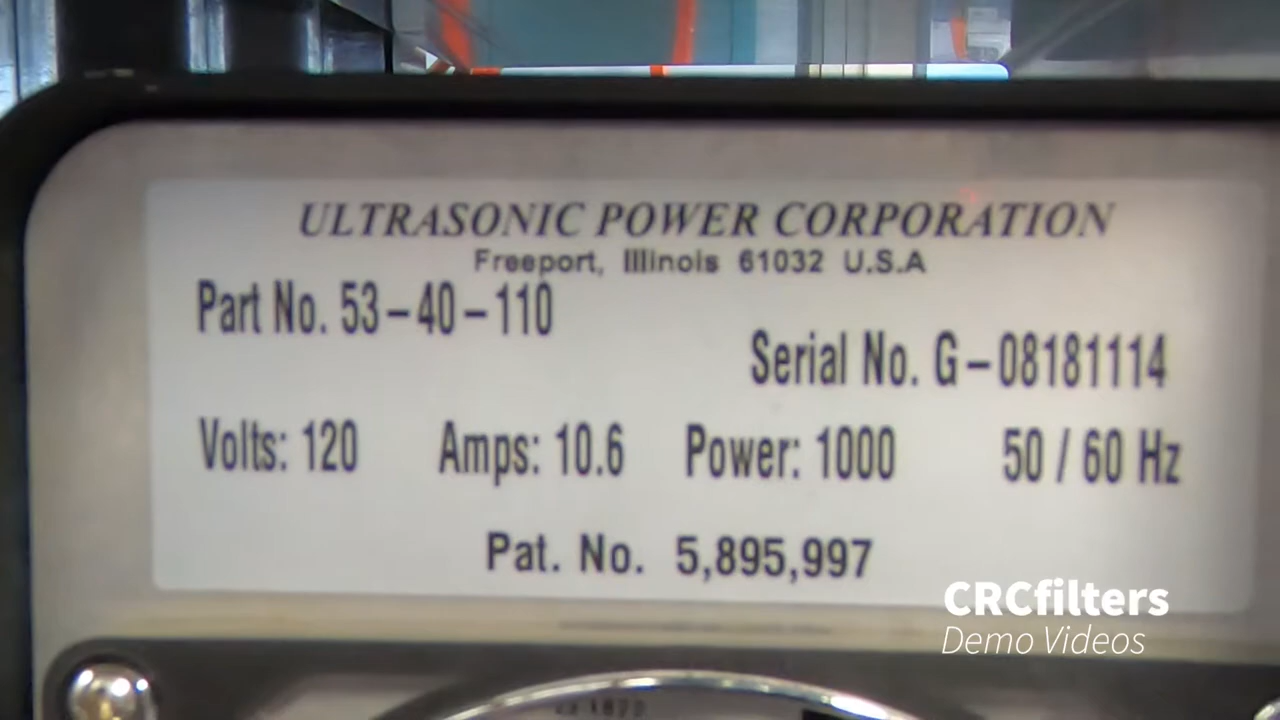 ULTRASONIC POWER CORPORATION
Freeport, Illinois 61032 U.S.A
Part No. 53-40-110
Serial No. G-08181114
Volts: 120 Amps: 10.6 Power: 1000 50 / 60 Hz
Pat. No. 5,895,997
CRCfilters
Demo Videos